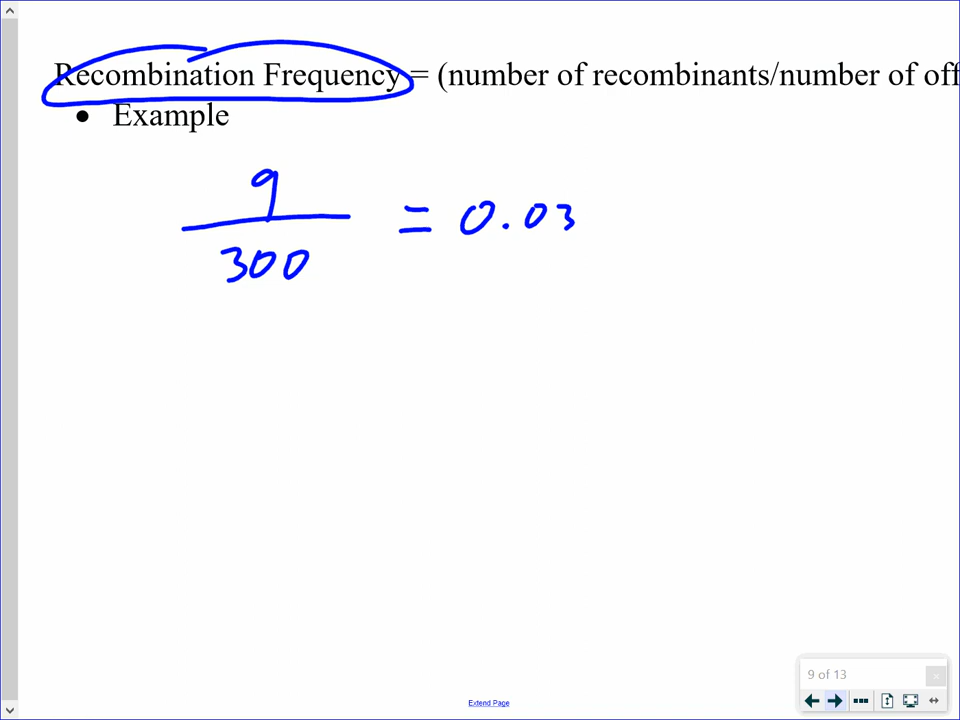 Recombination Frequency = (number of recombinants/number of off
• Example
9
300
= 0.03
9 of 13
Extend Page